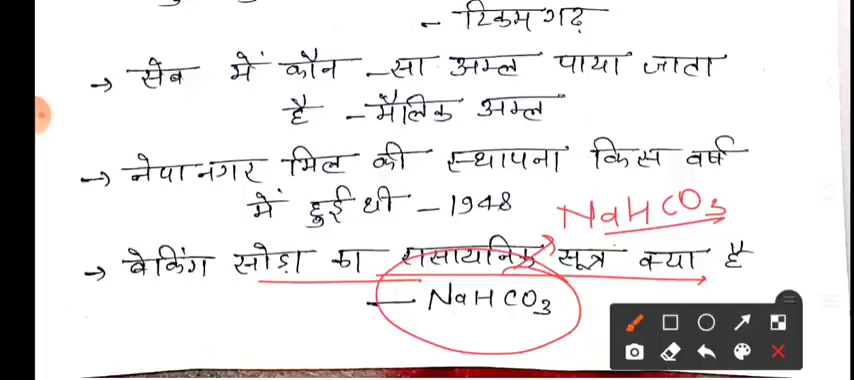 - टिकमगढ़
→ सेब में कौन -सा अम्ल पाया जाता
है - मैलिक अम्ल
→ नेपानगर मिल की स्थापना किस वर्ष
में हुई थी - 1948
NaHCO3
→ बेकिंग सोड़ा का रासायनिक सूत्र क्या है
- NaHCO3